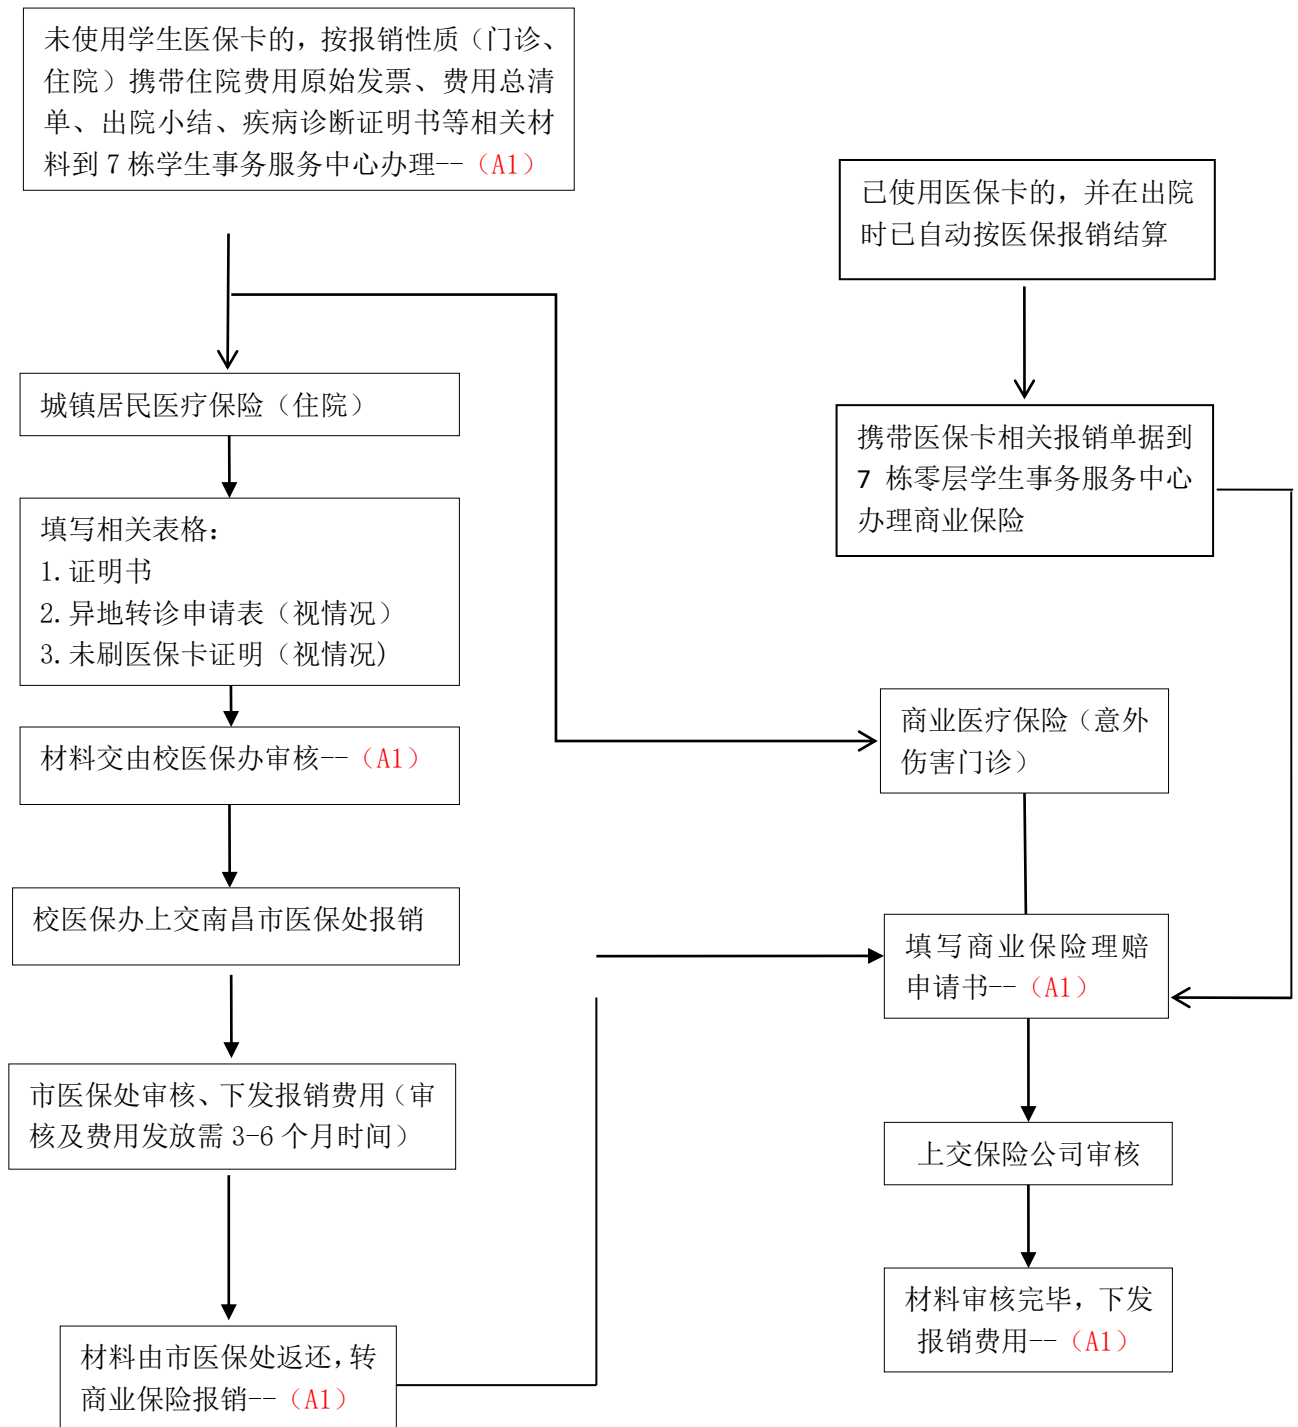 未使用学生医保卡的，按报销性质（门诊、
住院）携带住院费用原始发票、费用总清
单、出院小结、疾病诊断证明书等相关材
料到 7 栋学生事务服务中心办理--（A1）
已使用医保卡的，并在出院
时已自动按医保报销结算
城镇居民医疗保险（住院）
携带医保卡相关报销单据到
7 栋零层学生事务服务中心
办理商业保险
填写相关表格：
1.证明书
2.异地转诊申请表（视情况）
3.未刷医保卡证明（视情况)
材料交由校医保办审核--（A1）
商业医疗保险（意外
伤害门诊）
校医保办上交南昌市医保处报销
填写商业保险理赔
申请书--（A1）
市医保处审核、下发报销费用（审
核及费用发放需 3-6 个月时间）
上交保险公司审核
材料审核完毕，下发
报销费用--（A1）
材料由市医保处返还，转
商业保险报销--（A1）